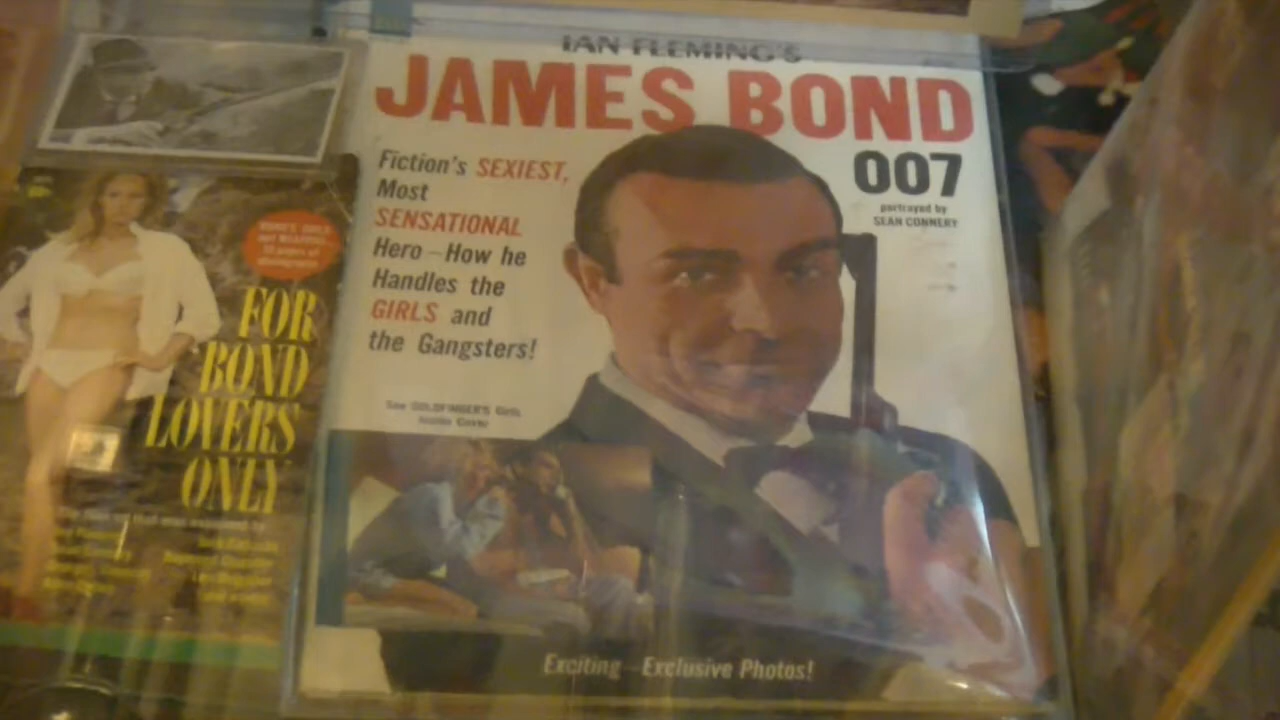 IAN FLEMING'S
JAMES BOND
007
portrayed by
SEAN CONNERY
Fiction's SEXIEST,
Most
SENSATIONAL
Hero—How he
Handles the
GIRLS and
the Gangsters!
See GOLDFINGER'S Girls
Inside Cover
Exciting—Exclusive Photos!
FOR
BOND
LOVERS
ONLY